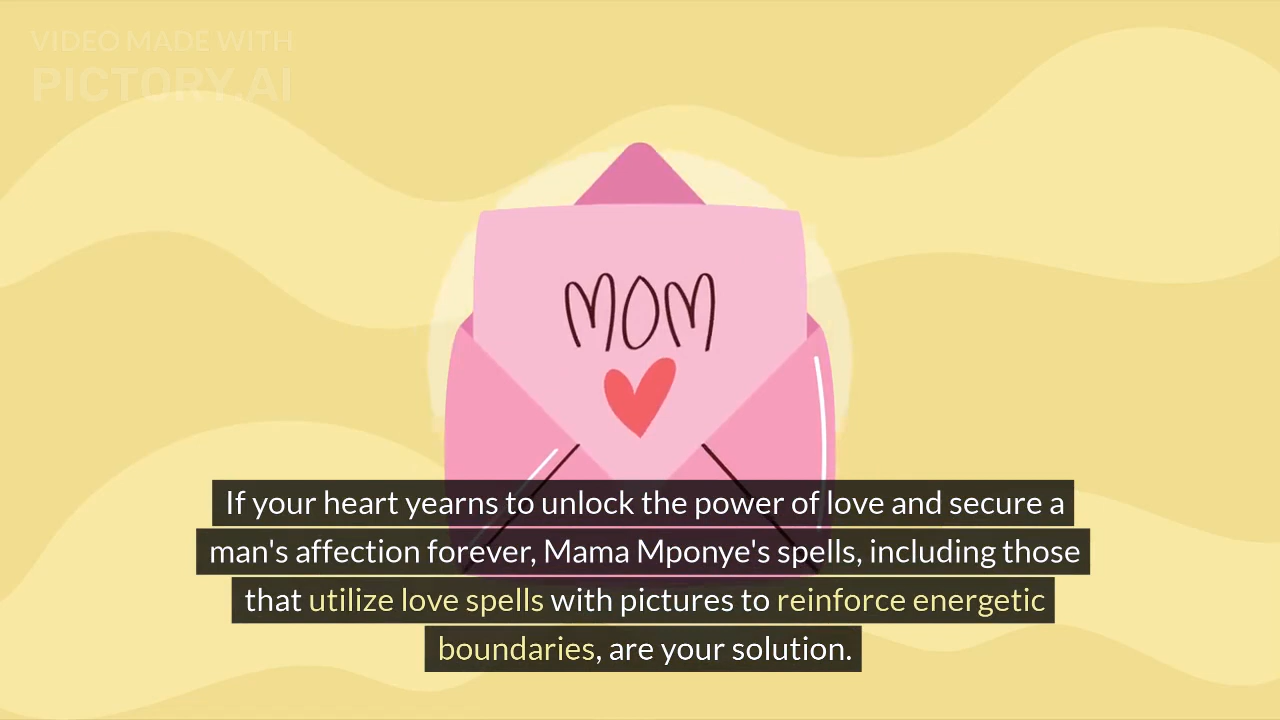 VIDEO MADE WITH
PICTORY.AI
MOM
If your heart yearns to unlock the power of love and secure a
man's affection forever, Mama Mponye's spells, including those
that utilize love spells with pictures to reinforce energetic
boundaries, are your solution.